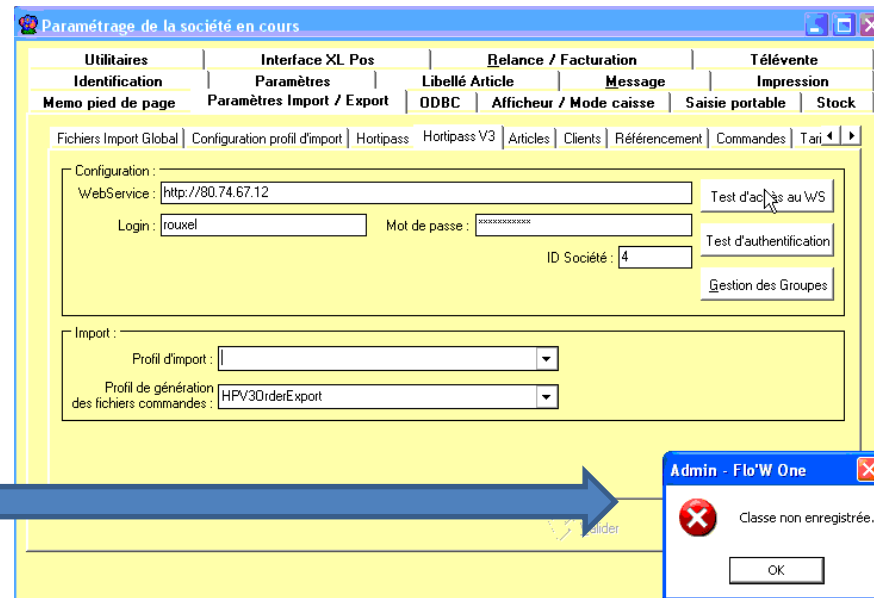 Paramétrage de la société en cours
Utilitaires Interface XL Pos Relance / Facturation Télévente
Identification Paramètres Libellé Article Message Impression
Memo pied de page Paramètres Import / Export ODBC Afficheur / Mode caisse Saisie portable Stock
Fichiers Import Global Configuration profil d'import Hortipass Hortipass V3 Articles Clients Référencement Commandes Tari
Configuration :
WebService : http://80.74.67.12 Test d'accès au WS
Login : rouxel Mot de passe : ×××××××××××
Test d'authentification
ID Société : 4
Gestion des Groupes
Import :
Profil d'import :
Profil de génération
des fichiers commandes : HPV3OrderExport
Admin - Flo'W One
Classe non enregistrée.
Valider
OK